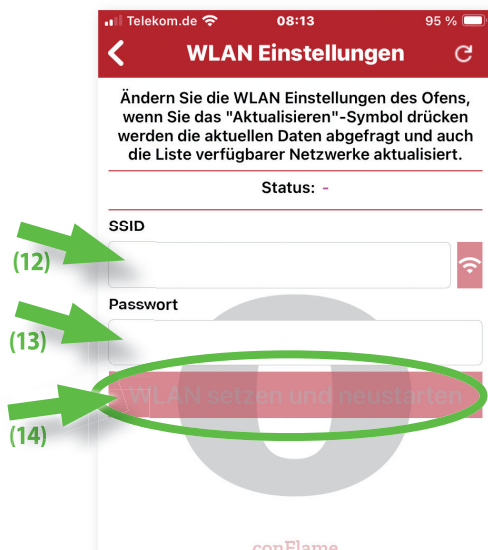 Telekom.de 08:13 95 %
WLAN Einstellungen
Ändern Sie die WLAN Einstellungen des Ofens,
wenn Sie das "Aktualisieren"-Symbol drücken
werden die aktuellen Daten abgefragt und auch
die Liste verfügbarer Netzwerke aktualisiert.
Status: -
SSID
(12)
Passwort
(13)
WLAN setzen und neustarten
(14)
conFlame